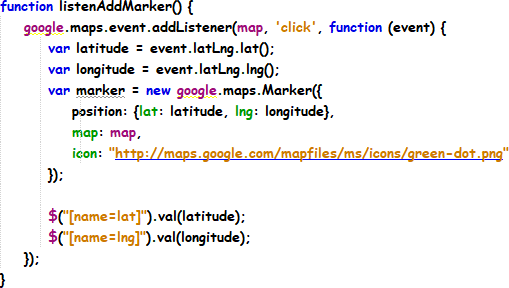 function listenAddMarker() {
    google.maps.event.addListener(map, 'click', function (event) {
        var latitude = event.latLng.lat();
        var longitude = event.latLng.lng();
        var marker = new google.maps.Marker({
            position: {lat: latitude, lng: longitude},
            map: map,
            icon: "http://maps.google.com/mapfiles/ms/icons/green-dot.png"
        });

        $("[name=lat]").val(latitude);
        $("[name=lng]").val(longitude);
    });
}